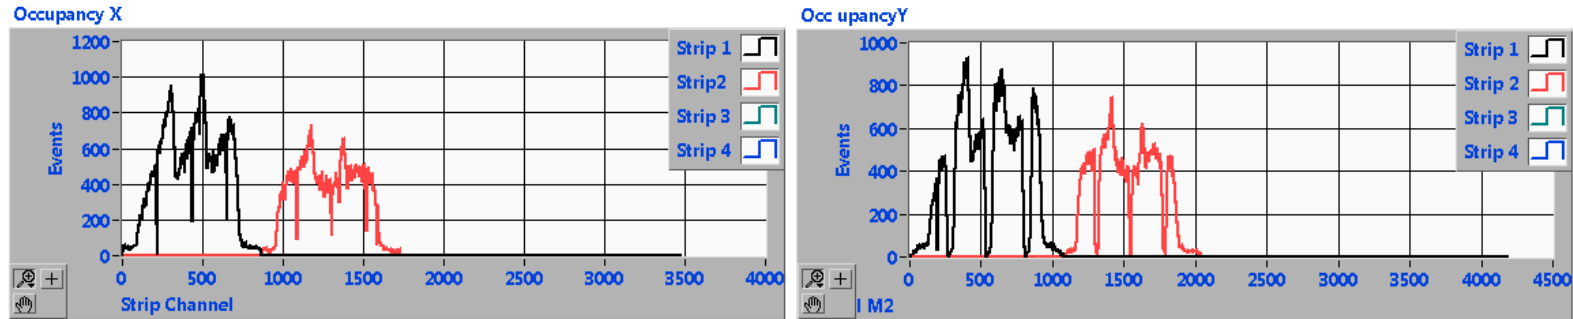 Occupancy X
1200
1000
800
600
400
200
0
Events
0 500 1000 1500 2000 2500 3000 3500 4000
Strip Channel
Strip 1
Strip2
Strip 3
Strip 4
Occ upancyY
1000
800
600
400
200
0
Events
0 500 1000 1500 2000 2500 3000 3500 4000 4500
I M2
Strip 1
Strip 2
Strip 3
Strip 4